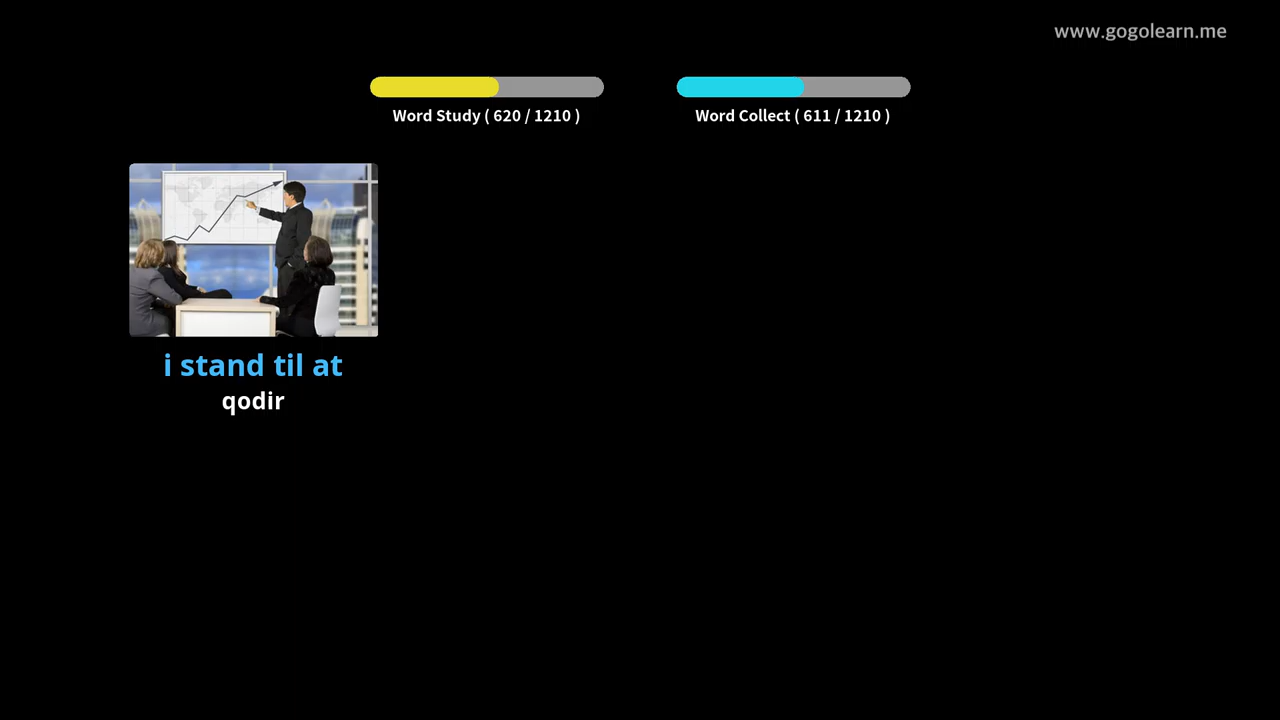 www.gogolearn.me
Word Study ( 620 / 1210 )
Word Collect ( 611 / 1210 )
i stand til at
qodir